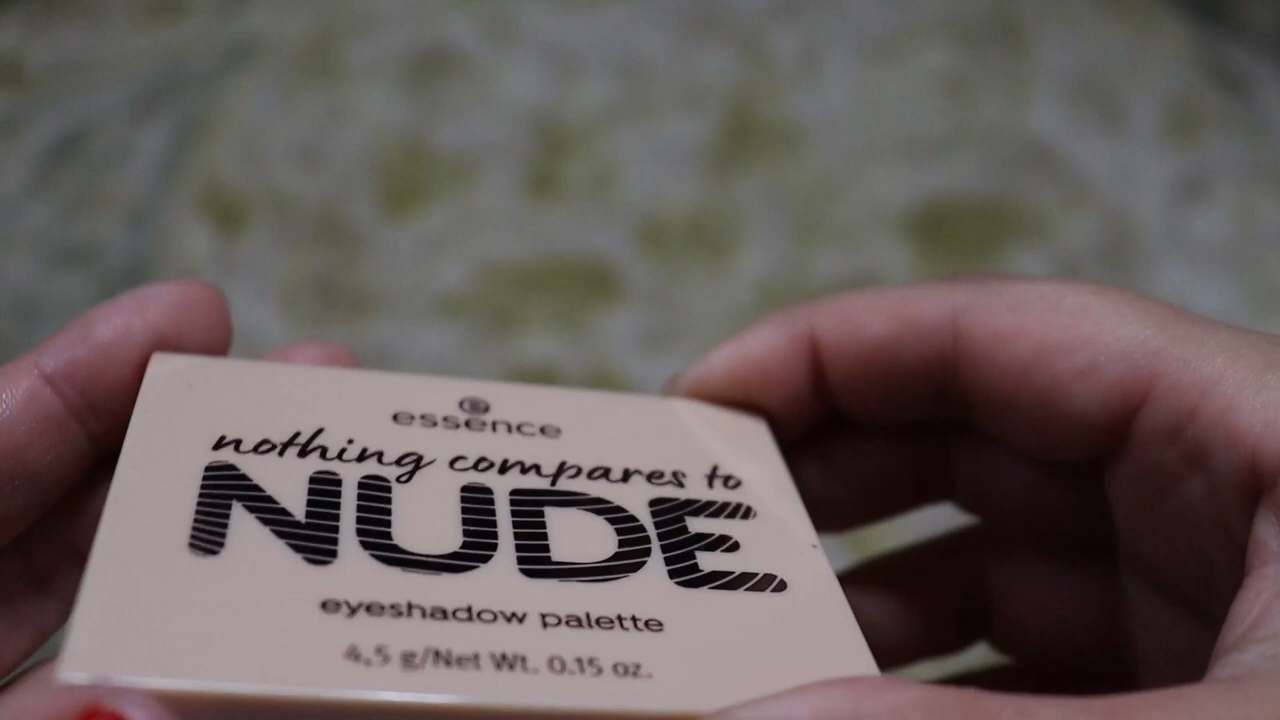 essence
nothing compares to
NUDE
eyeshadow palette
4,5 g/Net Wt. 0.15 oz.